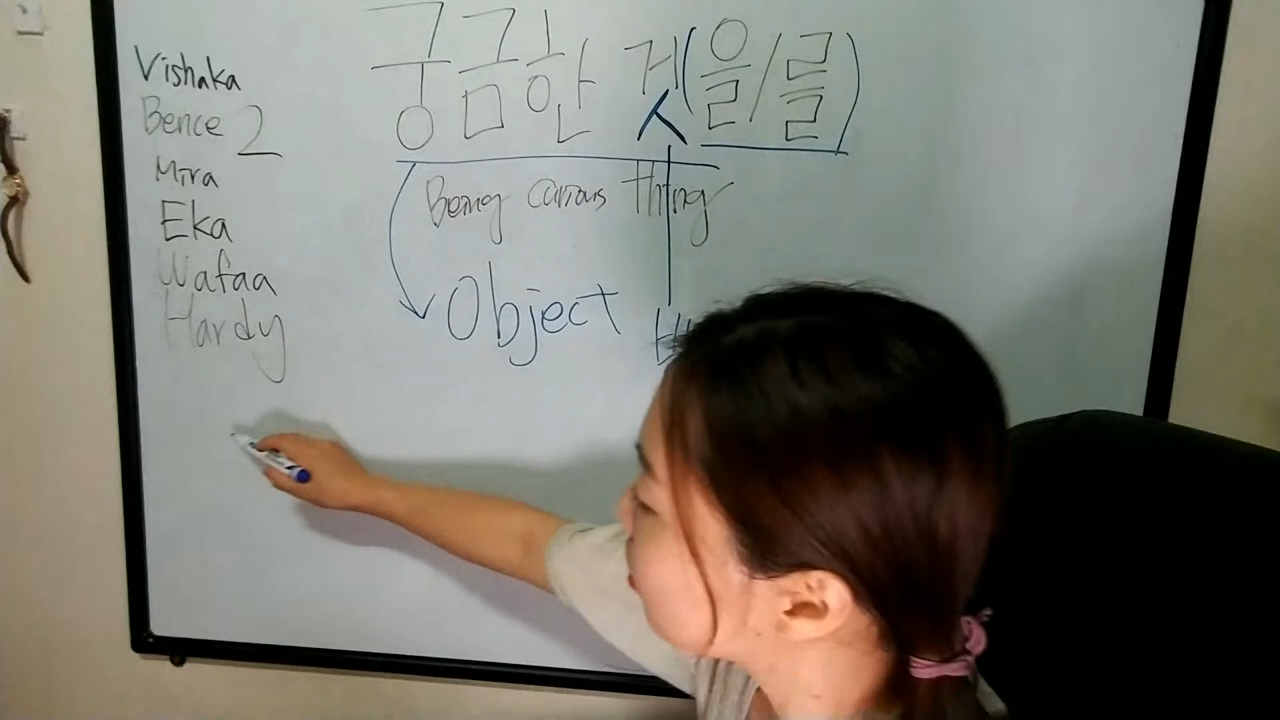 Vishaka
Bence 2
Mira
Eka
Wafaa
Hardy
궁금한 것(을/를)
Being curious Thing
Object